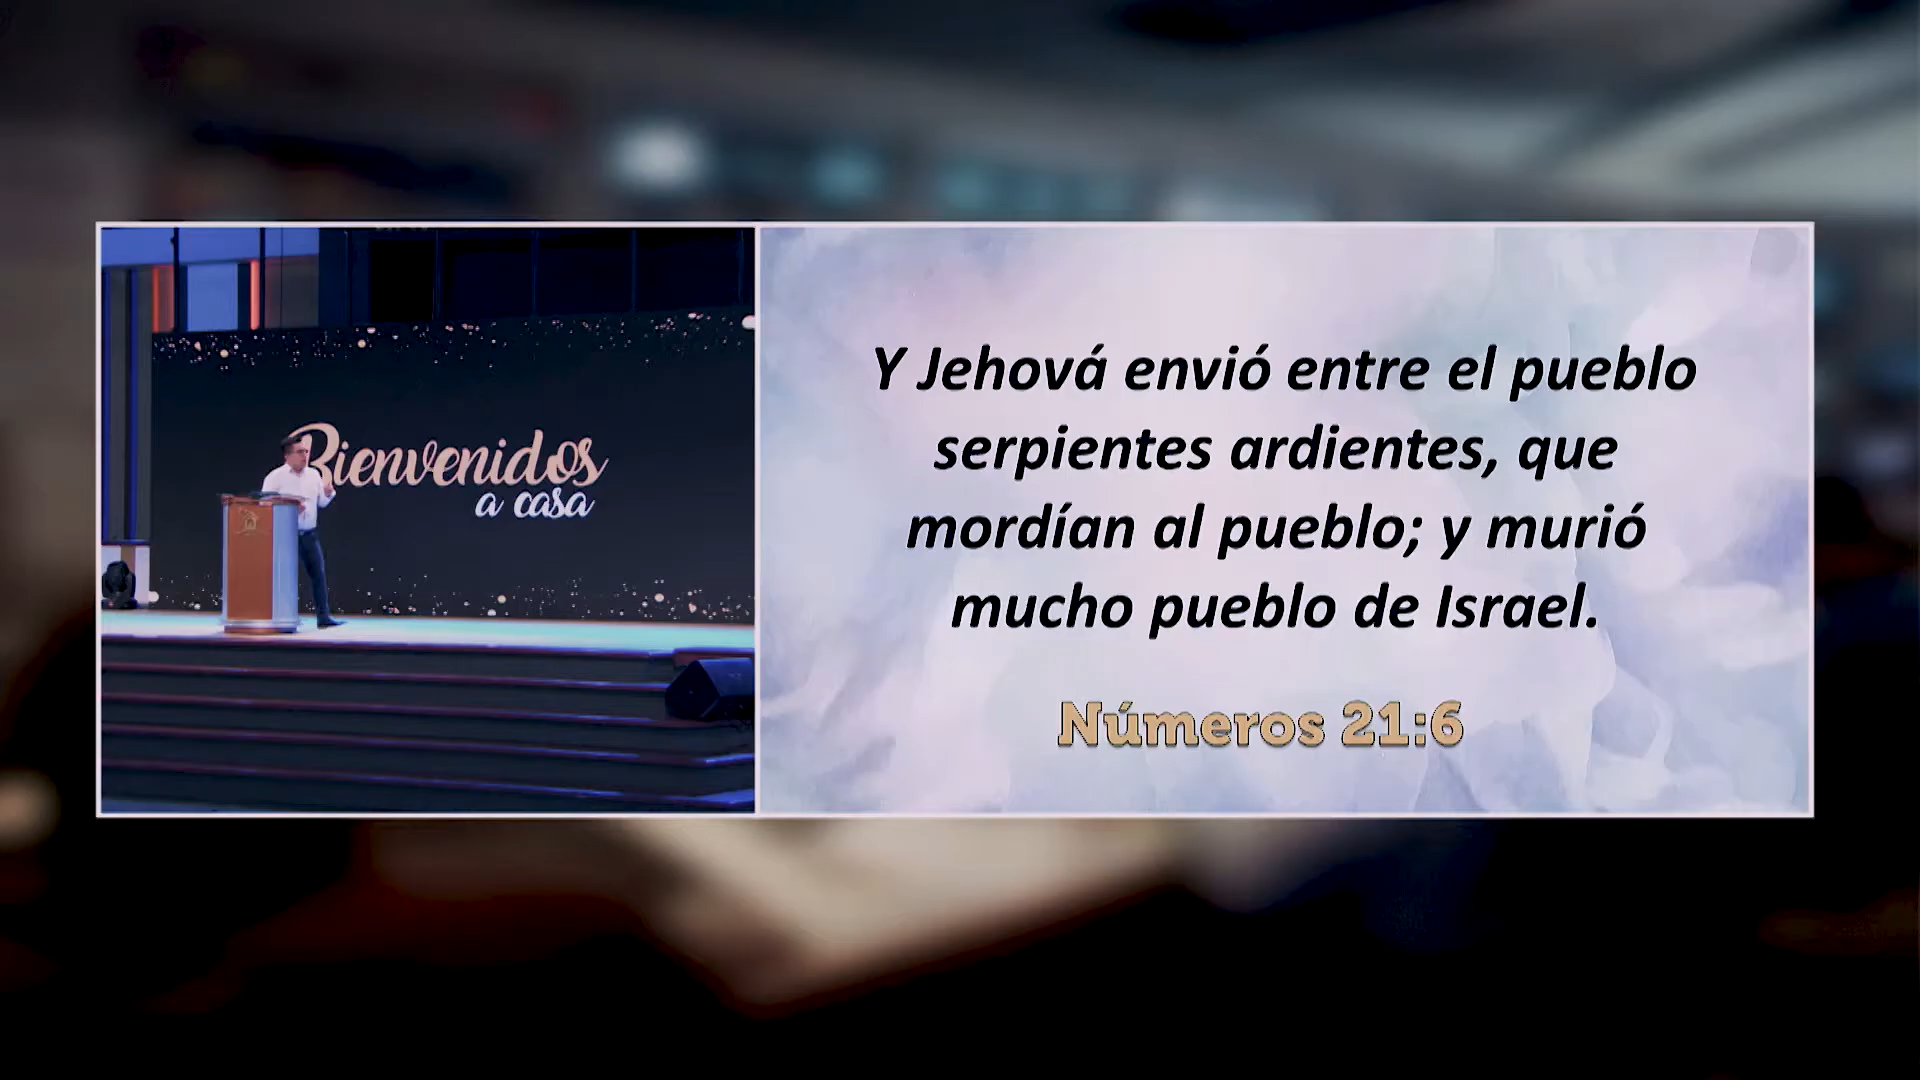 Bienvenidos
a casa
Y Jehová envió entre el pueblo
serpientes ardientes, que
mordían al pueblo; y murió
mucho pueblo de Israel.
Números 21:6